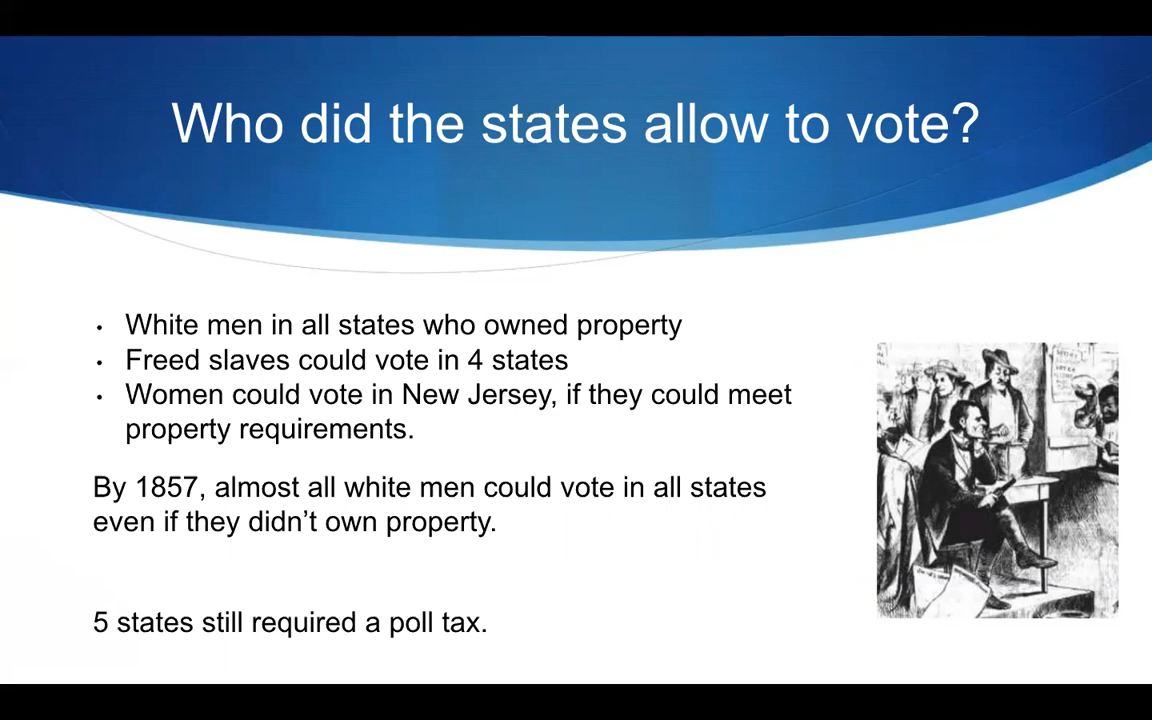 Who did the states allow to vote?
• White men in all states who owned property
• Freed slaves could vote in 4 states
• Women could vote in New Jersey, if they could meet
property requirements.
By 1857, almost all white men could vote in all states
even if they didn’t own property.
5 states still required a poll tax.